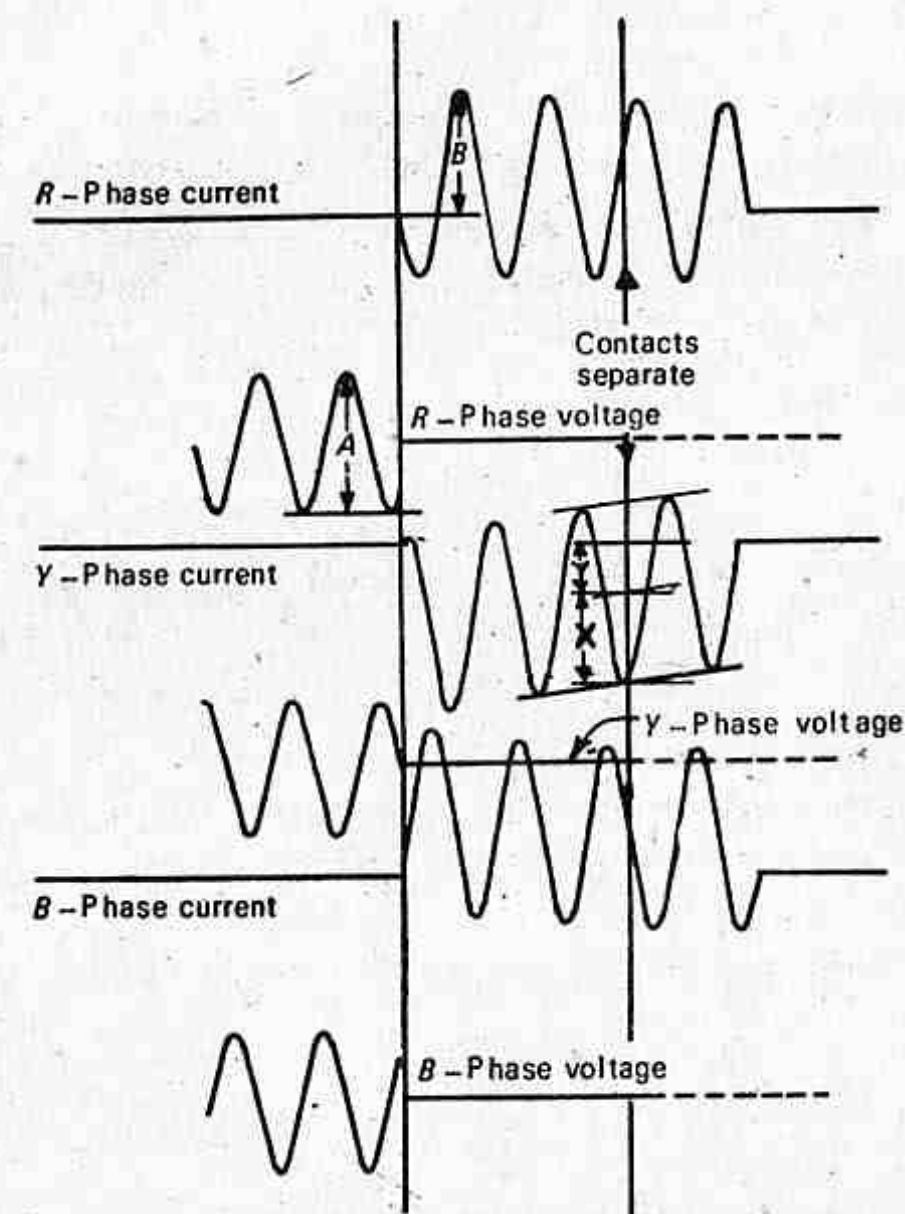 B
R–Phase current
Contacts
separate
R–Phase voltage
A
Y–Phase current
Y
X
Y–Phase voltage
B–Phase current
B–Phase voltage